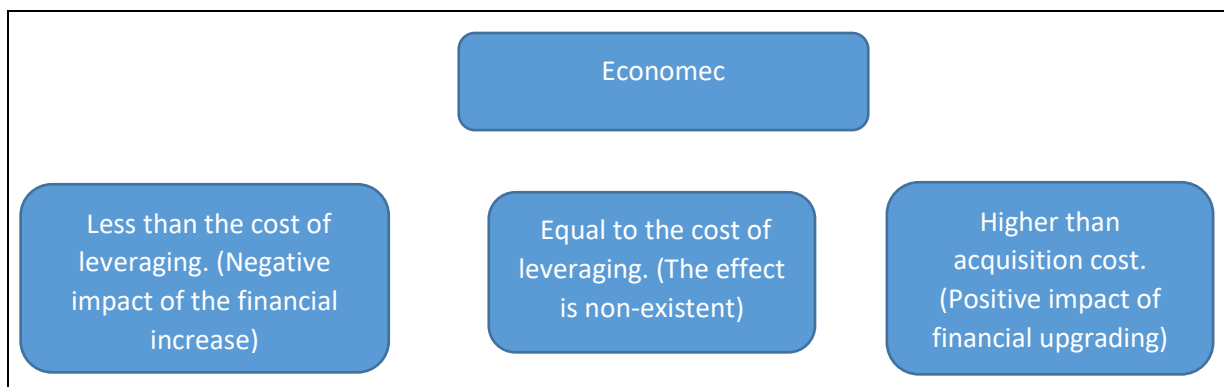 Economec
Less than the cost of
leveraging. (Negative
impact of the financial
increase)
Equal to the cost of
leveraging. (The effect
is non-existent)
Higher than
acquisition cost.
(Positive impact of
financial upgrading)